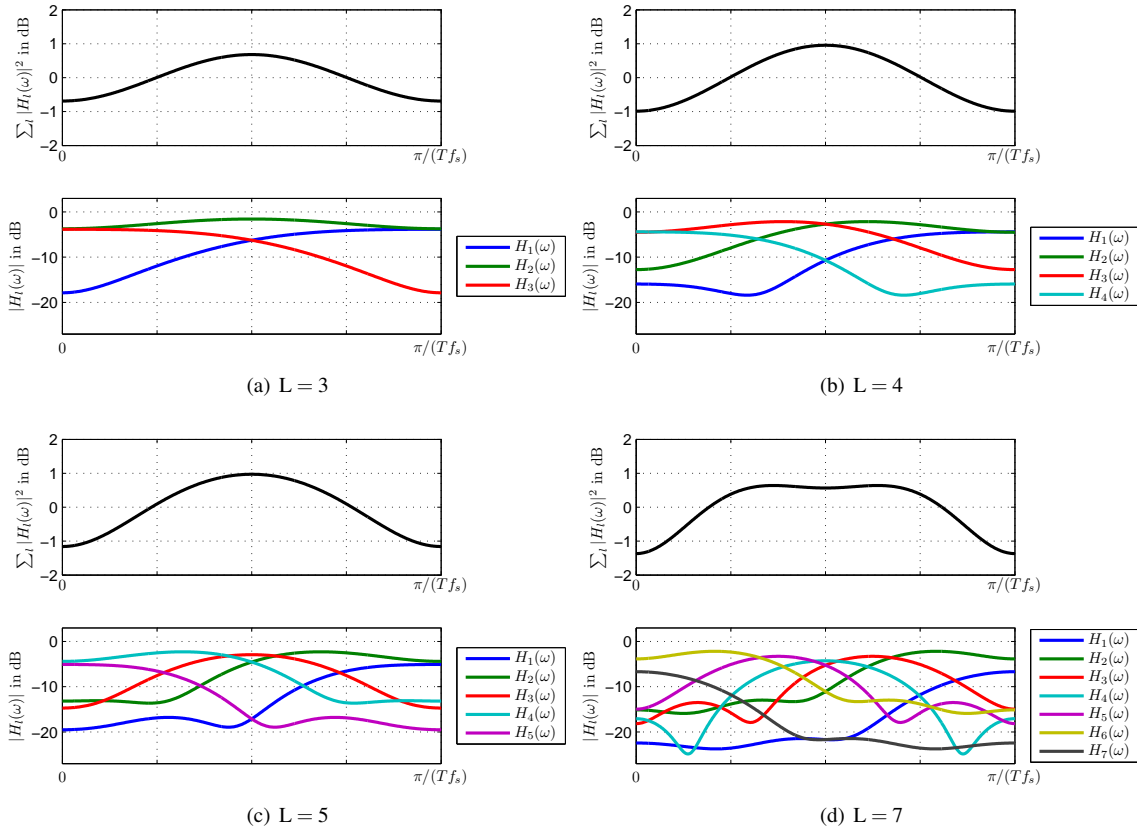 ∑_l |H_l(ω)|² in dB
2
1
0
−1
−2
0
π/(Tf_s)
|H_l(ω)| in dB
0
−10
−20
0
π/(Tf_s)
H_1(ω)
H_2(ω)
H_3(ω)
(a) L = 3
∑_l |H_l(ω)|² in dB
2
1
0
−1
−2
0
π/(Tf_s)
|H_l(ω)| in dB
0
−10
−20
0
π/(Tf_s)
H_1(ω)
H_2(ω)
H_3(ω)
H_4(ω)
(b) L = 4
∑_l |H_l(ω)|² in dB
2
1
0
−1
−2
0
π/(Tf_s)
|H_l(ω)| in dB
0
−10
−20
0
π/(Tf_s)
H_1(ω)
H_2(ω)
H_3(ω)
H_4(ω)
H_5(ω)
(c) L = 5
∑_l |H_l(ω)|² in dB
2
1
0
−1
−2
0
π/(Tf_s)
|H_l(ω)| in dB
0
−10
−20
0
π/(Tf_s)
H_1(ω)
H_2(ω)
H_3(ω)
H_4(ω)
H_5(ω)
H_6(ω)
H_7(ω)
(d) L = 7